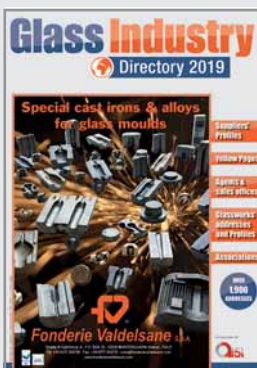 Glass Industry
Directory 2019
Special cast irons & alloys
for glass moulds
Suppliers'
Profiles
Yellow Pages
Agents &
sales offices
Glassworks'
addresses
and Profiles
Associations
OVER
1,900
ADDRESSES
Fonderie Valdelsane S.p.A.